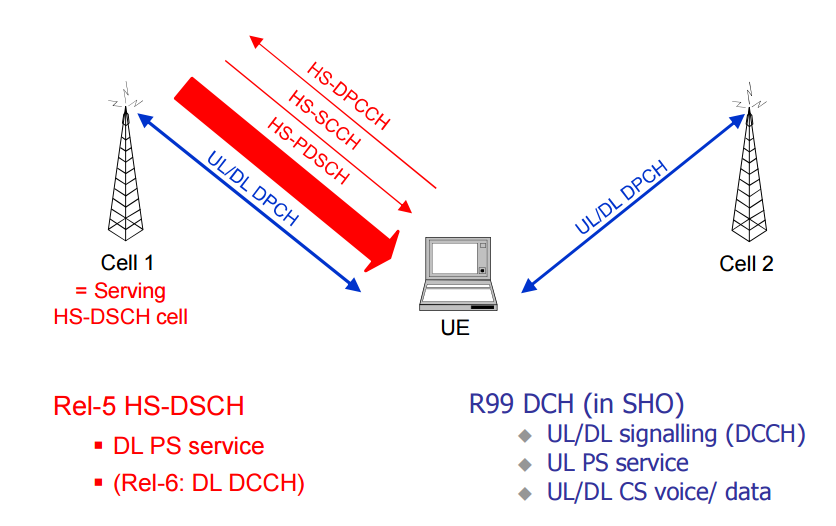 HS-DPCCH
HS-SCCH
HS-PDSCH
UL/DL DPCH
UL/DL DPCH
Cell 1
= Serving
HS-DSCH cell
UE
Cell 2
Rel-5 HS-DSCH
▪ DL PS service
▪ (Rel-6: DL DCCH)
R99 DCH (in SHO)
◆ UL/DL signalling (DCCH)
◆ UL PS service
◆ UL/DL CS voice/ data